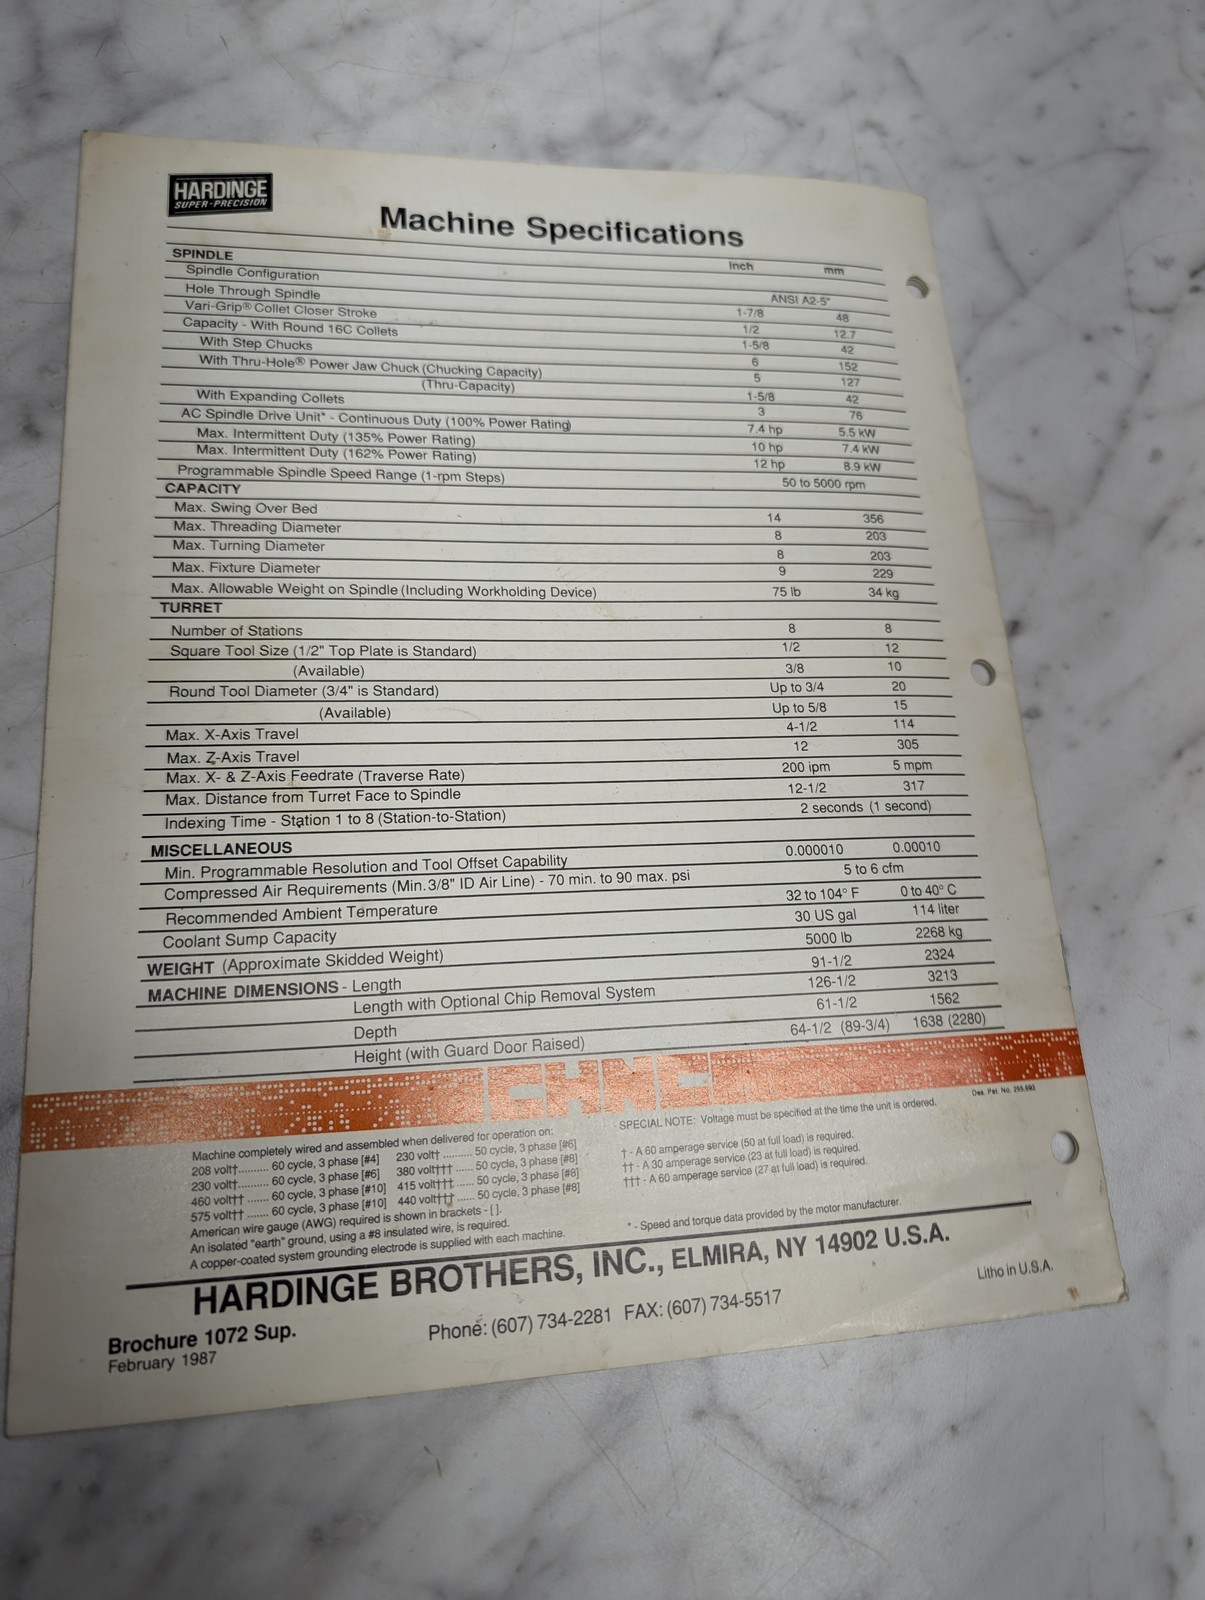 HARDINGE
SUPER-PRECISION
Machine Specifications
inch mm
SPINDLE
Spindle Configuration ANSI A2-5"
Hole Through Spindle 1-7/8 48
Vari-Grip® Collet Closer Stroke 1/2 12.7
Capacity - With Round 16C Collets 1-5/8 42
With Step Chucks 6 152
With Thru-Hole® Power Jaw Chuck (Chucking Capacity) 5 127
(Thru-Capacity) 1-5/8 42
With Expanding Collets 3 76
AC Spindle Drive Unit* - Continuous Duty (100% Power Rating) 7.4 hp 5.5 kW
Max. Intermittent Duty (135% Power Rating) 10 hp 7.4 kW
Max. Intermittent Duty (162% Power Rating) 12 hp 8.9 kW
Programmable Spindle Speed Range (1-rpm Steps) 50 to 5000 rpm
CAPACITY
Max. Swing Over Bed 14 356
Max. Threading Diameter 8 203
Max. Turning Diameter 8 203
Max. Fixture Diameter 9 229
Max. Allowable Weight on Spindle (Including Workholding Device) 75 lb 34 kg
TURRET
Number of Stations 8 8
Square Tool Size (1/2" Top Plate is Standard) 1/2 12
(Available) 3/8 10
Round Tool Diameter (3/4" is Standard) Up to 3/4 20
(Available) Up to 5/8 15
Max. X-Axis Travel 4-1/2 114
Max. Z-Axis Travel 12 305
Max. X- & Z-Axis Feedrate (Traverse Rate) 200 ipm 5 mpm
Max. Distance from Turret Face to Spindle 12-1/2 317
Indexing Time - Station 1 to 8 (Station-to-Station) 2 seconds (1 second)
MISCELLANEOUS
Min. Programmable Resolution and Tool Offset Capability 0.000010 0.00010
Compressed Air Requirements (Min. 3/8" ID Air Line) - 70 min. to 90 max. psi 5 to 6 cfm
Recommended Ambient Temperature 32 to 104° F 0 to 40° C
Coolant Sump Capacity 30 US gal 114 liter
WEIGHT (Approximate Skidded Weight) 5000 lb 2268 kg
MACHINE DIMENSIONS - Length 91-1/2 2324
Length with Optional Chip Removal System 126-1/2 3213
Depth 61-1/2 1562
Height (with Guard Door Raised) 64-1/2 (89-3/4) 1638 (2280)
CHNC
Des. Pat. No. 255,693
Machine completely wired and assembled when delivered for operation on:
208 volt†.......... 60 cycle, 3 phase [#4] 230 volt† .......... 50 cycle, 3 phase [#6]
230 volt†.......... 60 cycle, 3 phase [#6] 380 volt††† ...... 50 cycle, 3 phase [#8]
460 volt†† ....... 60 cycle, 3 phase [#10] 415 volt††† ...... 50 cycle, 3 phase [#8]
575 volt†† ....... 60 cycle, 3 phase [#10] 440 volt††† ...... 50 cycle, 3 phase [#8]
American wire gauge (AWG) required is shown in brackets - [ ].
An isolated "earth" ground, using a #8 insulated wire, is required.
A copper-coated system grounding electrode is supplied with each machine.
SPECIAL NOTE: Voltage must be specified at the time the unit is ordered.
† - A 60 amperage service (50 at full load) is required.
†† - A 30 amperage service (23 at full load) is required.
††† - A 60 amperage service (27 at full load) is required.
* - Speed and torque data provided by the motor manufacturer.
HARDINGE BROTHERS, INC., ELMIRA, NY 14902 U.S.A.
Brochure 1072 Sup.
February 1987
Phone: (607) 734-2281 FAX: (607) 734-5517
Litho in U.S.A.